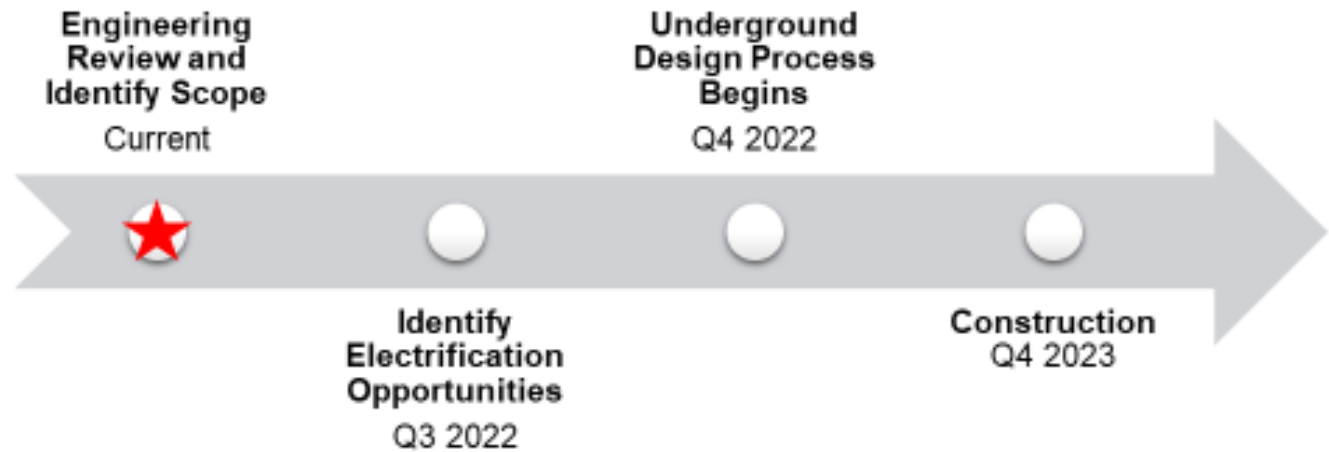 Engineering
Review and
Identify Scope
Current
Identify
Electrification
Opportunities
Q3 2022
Underground
Design Process
Begins
Q4 2022
Construction
Q4 2023